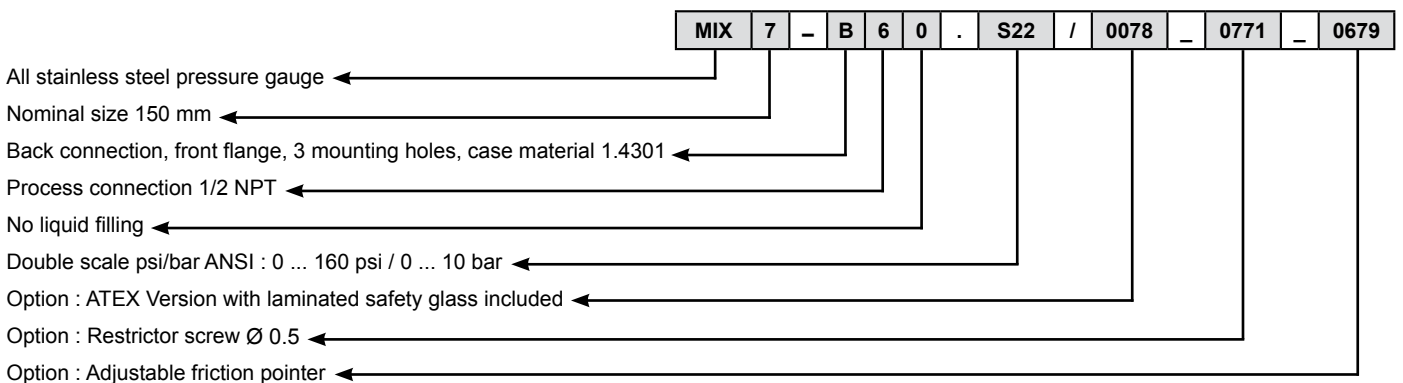 MIX 7 – B 6 0 . S22 / 0078 _ 0771 _ 0679
All stainless steel pressure gauge
Nominal size 150 mm
Back connection, front flange, 3 mounting holes, case material 1.4301
Process connection 1/2 NPT
No liquid filling
Double scale psi/bar ANSI : 0 ... 160 psi / 0 ... 10 bar
Option : ATEX Version with laminated safety glass included
Option : Restrictor screw Ø 0.5
Option : Adjustable friction pointer